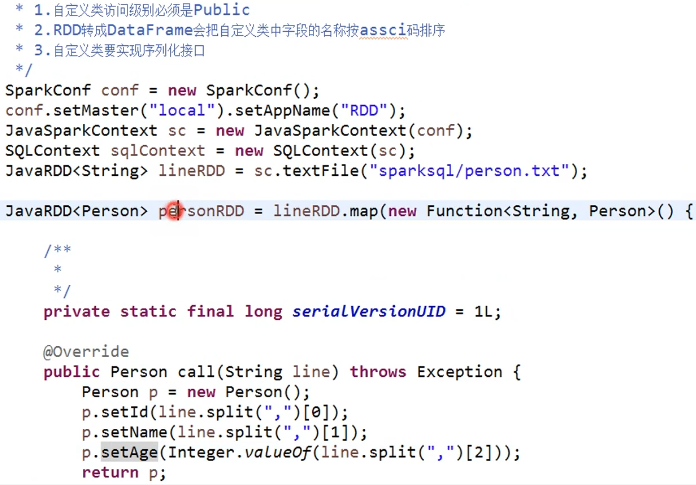 * 1.自定义类访问级别必须是Public
* 2.RDD转成DataFrame会把自定义类中字段的名称按assci码排序
* 3.自定义类要实现序列化接口
*/
SparkConf conf = new SparkConf();
conf.setMaster("local").setAppName("RDD");
JavaSparkContext sc = new JavaSparkContext(conf);
SQLContext sqlContext = new SQLContext(sc);
JavaRDD<String> lineRDD = sc.textFile("sparksql/person.txt");
JavaRDD<Person> personRDD = lineRDD.map(new Function<String, Person>() {
/**
*
*/
private static final long serialVersionUID = 1L;
@Override
public Person call(String line) throws Exception {
Person p = new Person();
p.setId(line.split(",")[0]);
p.setName(line.split(",")[1]);
p.setAge(Integer.valueOf(line.split(",")[2]));
return p;